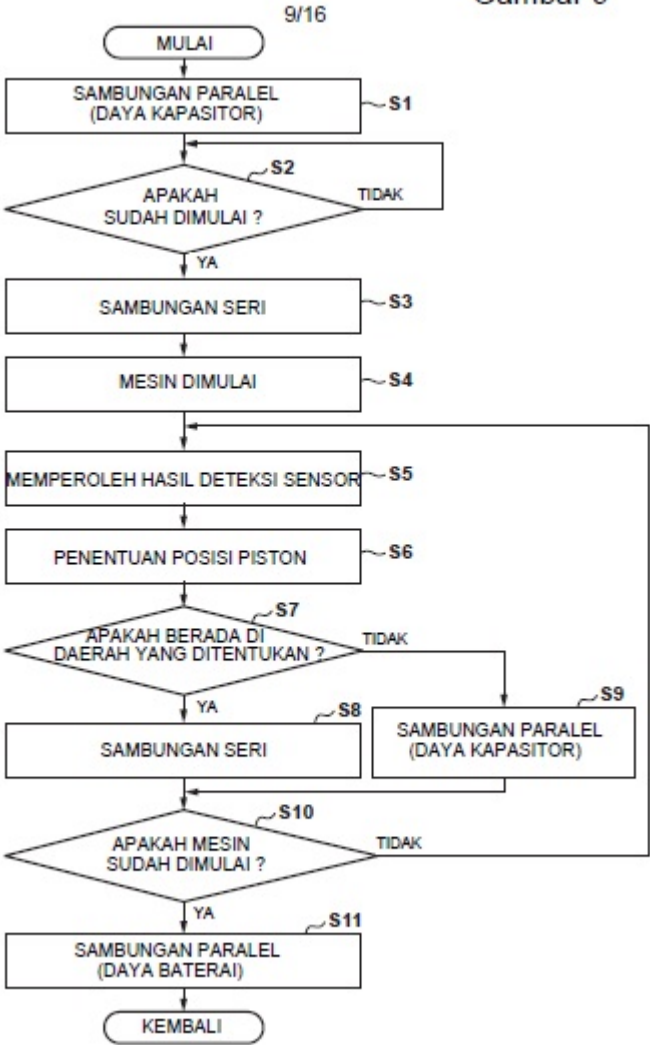 9/16
MULAI
SAMBUNGAN PARALEL
(DAYA KAPASITOR)
S1
S2
APAKAH
SUDAH DIMULAI ?
TIDAK
YA
SAMBUNGAN SERI
S3
MESIN DIMULAI
S4
MEMPEROLEH HASIL DETEKSI SENSOR
S5
PENENTUAN POSISI PISTON
S6
S7
APAKAH BERADA DI
DAERAH YANG DITENTUKAN ?
TIDAK
YA
S8
SAMBUNGAN SERI
S9
SAMBUNGAN PARALEL
(DAYA KAPASITOR)
S10
APAKAH MESIN
SUDAH DIMULAI ?
TIDAK
YA
S11
SAMBUNGAN PARALEL
(DAYA BATERAI)
KEMBALI